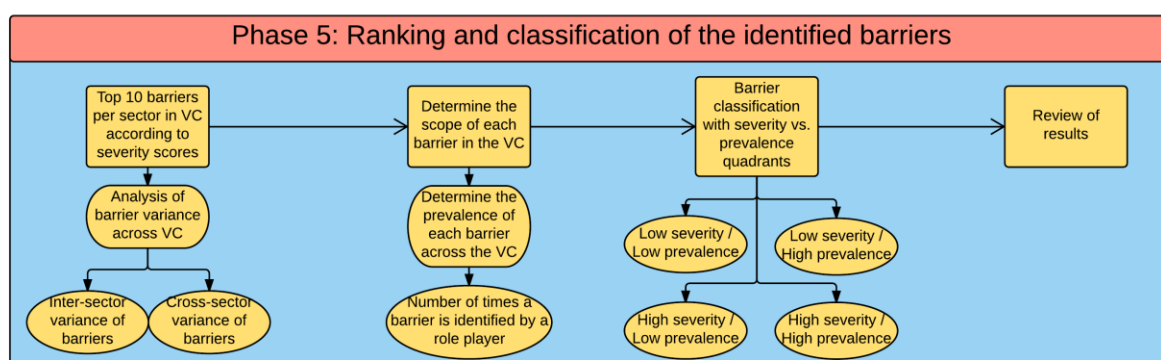 Phase 5: Ranking and classification of the identified barriers
Top 10 barriers
per sector in VC
according to
severity scores
Determine the
scope of each
barrier in the VC
Barrier
classification
with severity vs.
prevalence
quadrants
Review of
results
Analysis of
barrier variance
across VC
Determine the
prevalence of
each barrier
across the VC
Low severity /
Low prevalence
Low severity /
High prevalence
Inter-sector
variance of
barriers
Cross-sector
variance of
barriers
Number of times a
barrier is identified by a
role player
High severity /
Low prevalence
High severity /
High prevalence